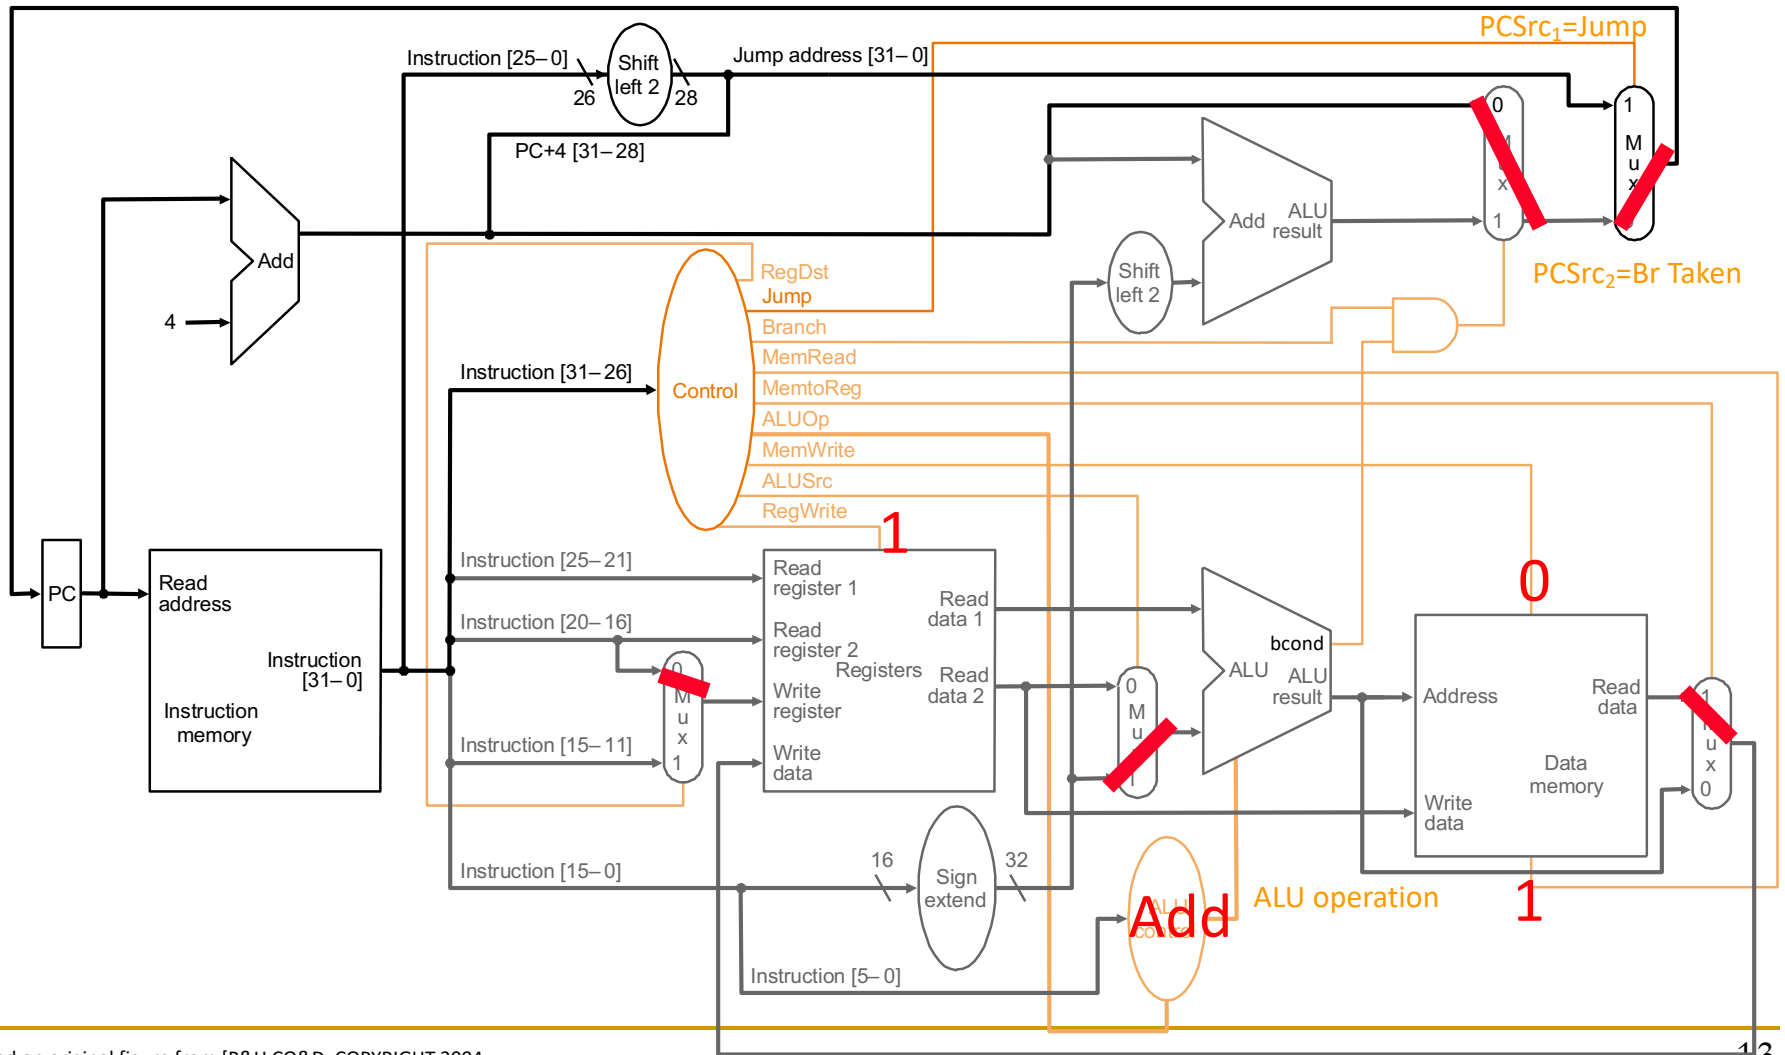 PCSrc1=Jump
Instruction [25–0]
Shift
left 2
Jump address [31–0]
26
28
0
M
u
x
1
1
M
u
x
PC+4 [31–28]
Add
4
Add
ALU
result
Shift
left 2
PCSrc2=Br Taken
RegDst
Jump
Branch
MemRead
MemtoReg
ALUOp
MemWrite
ALUSrc
RegWrite
Control
Instruction [31–26]
1
0
PC
Read
address
Instruction
[31–0]
Instruction
memory
Instruction [25–21]
Instruction [20–16]
Instruction [15–11]
Instruction [15–0]
Instruction [5–0]
0
M
u
x
1
Read
register 1
Read
register 2
Registers
Write
register
Write
data
Read
data 1
Read
data 2
0
M
u
bcond
ALU
ALU
result
Address
Read
data
Data
memory
Write
data
1
u
x
0
16
Sign
extend
32
Add
ALU operation
1